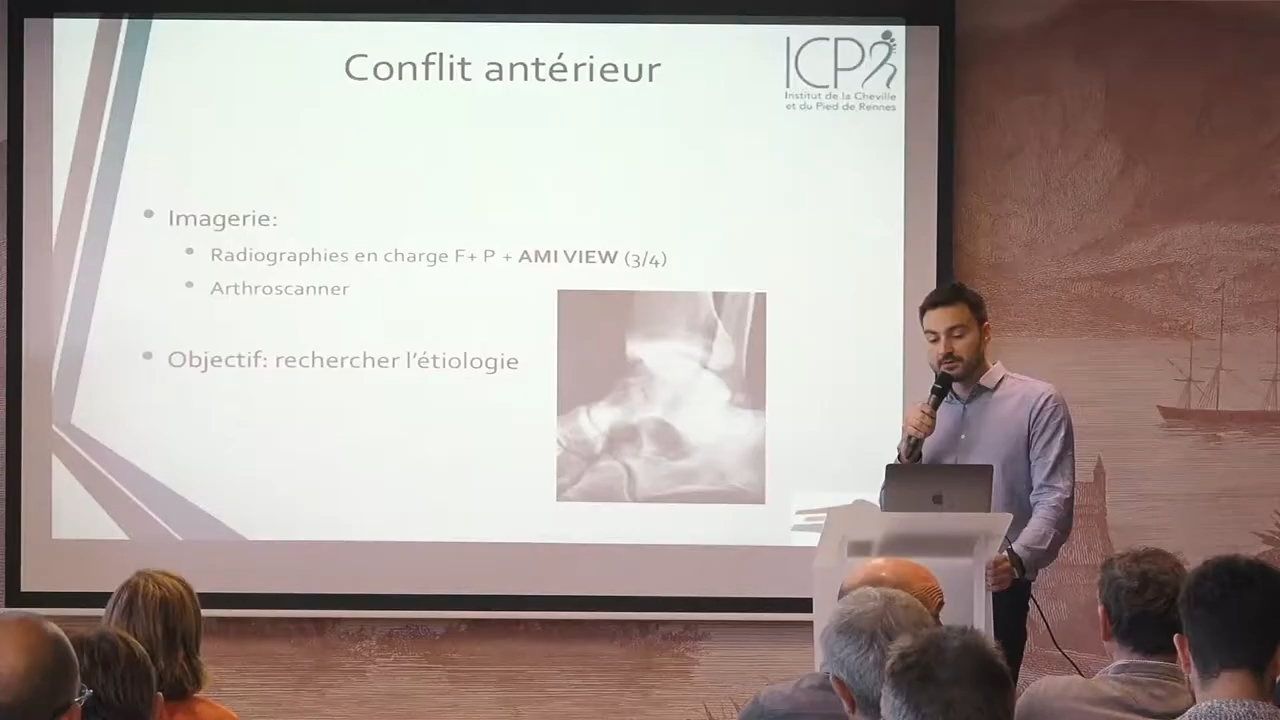 Conflit antérieur
ICP
Institut de la Cheville
et du Pied de Rennes
• Imagerie:
• Radiographies en charge F+ P + AMI VIEW (3/4)
• Arthroscanner
• Objectif: rechercher l'étiologie